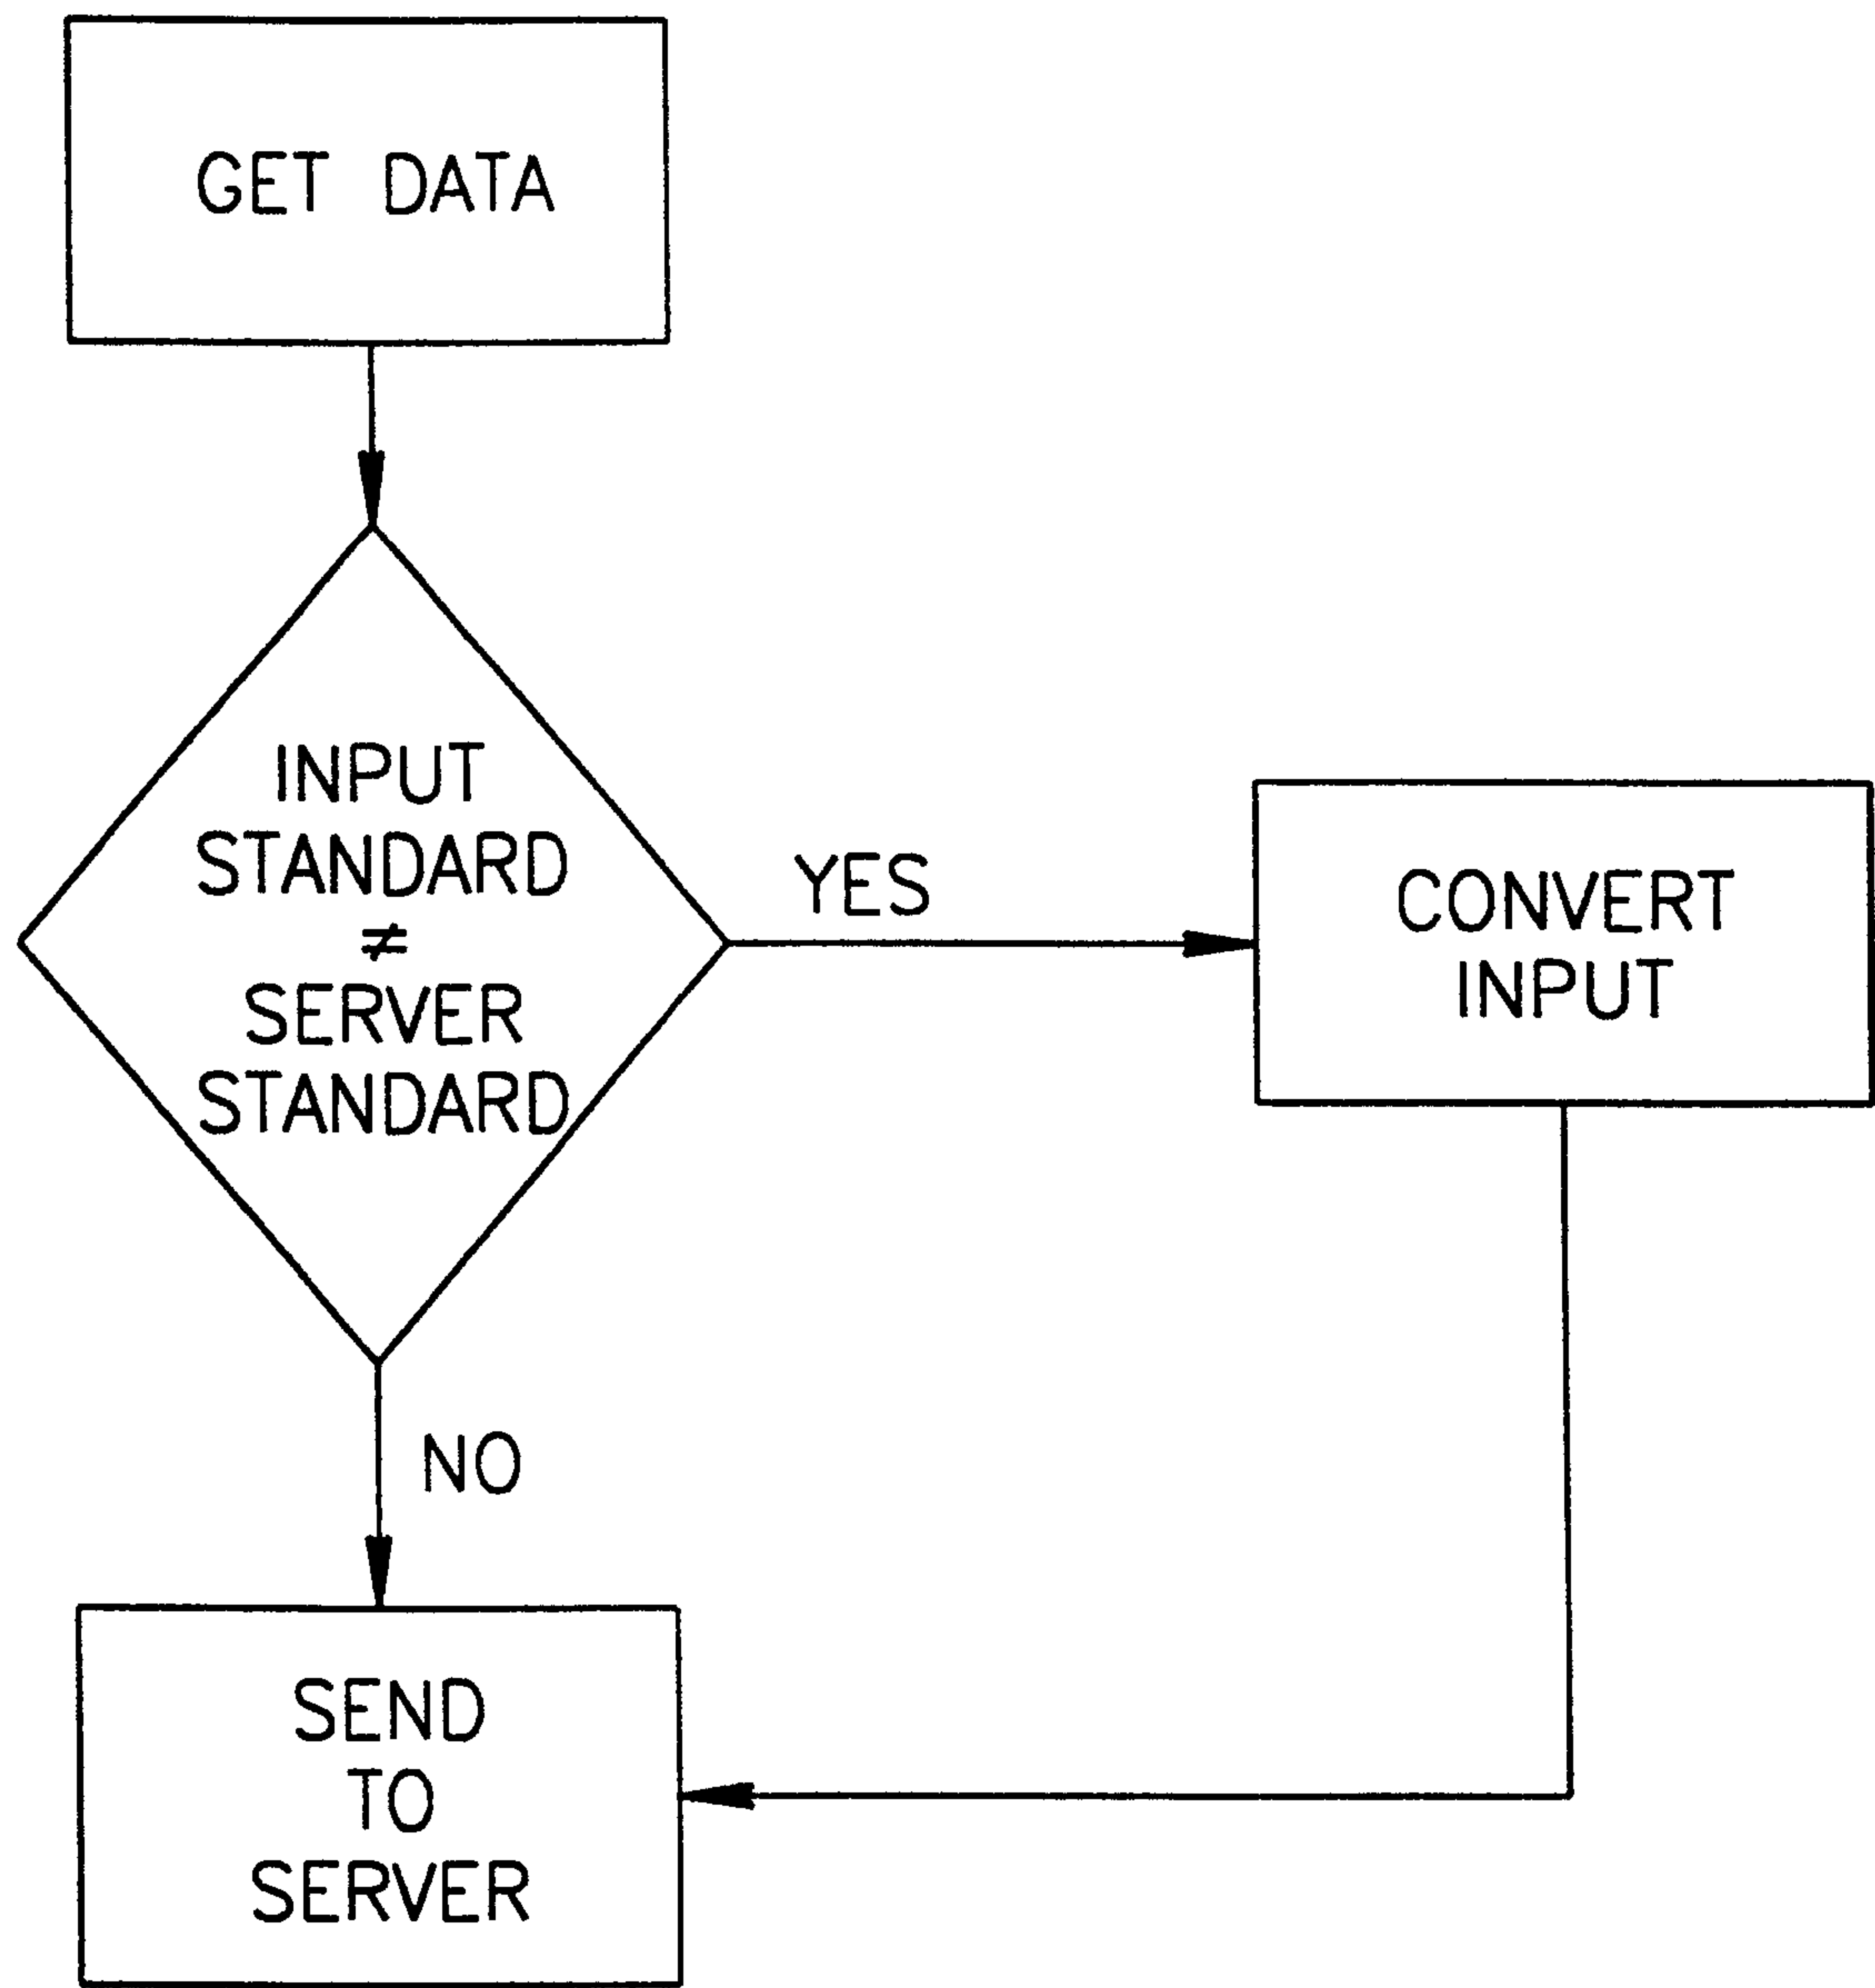 GET DATA
INPUT
STANDARD
≠
SERVER
STANDARD
YES
CONVERT
INPUT
NO
SEND
TO
SERVER